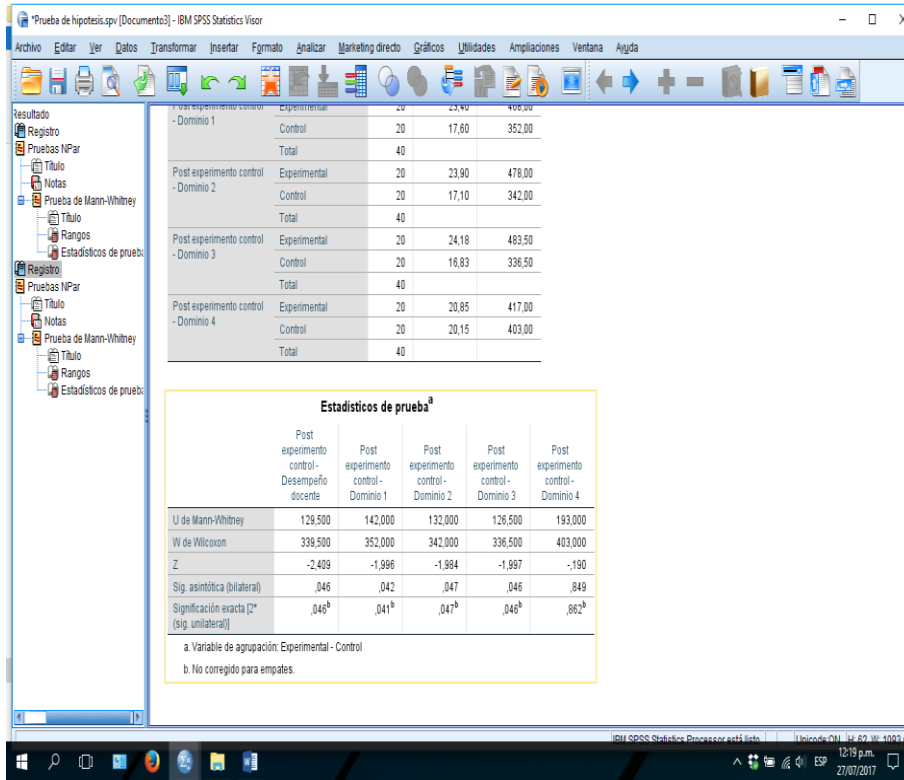 *Prueba de hipotesis.spv [Documento3] - IBM SPSS Statistics Visor
Archivo Editar Ver Datos Transformar Insertar Formato Analizar Marketing directo Gráficos Utilidades Ampliaciones Ventana Ayuda
Resultado
Registro
Pruebas NPar
Título
Notas
Prueba de Mann-Whitney
Título
Rangos
Estadísticos de prueba
Registro
Pruebas NPar
Título
Notas
Prueba de Mann-Whitney
Título
Rangos
Estadísticos de prueba
Post experimento control Experimental 20 23,40 468,00
- Dominio 1 Control 20 17,60 352,00
Total 40
Post experimento control Experimental 20 23,90 478,00
- Dominio 2 Control 20 17,10 342,00
Total 40
Post experimento control Experimental 20 24,18 483,50
- Dominio 3 Control 20 16,83 336,50
Total 40
Post experimento control Experimental 20 20,85 417,00
- Dominio 4 Control 20 20,15 403,00
Total 40
Estadísticos de pruebaª
Post experimento control - Desempeño docente
Post experimento control - Dominio 1
Post experimento control - Dominio 2
Post experimento control - Dominio 3
Post experimento control - Dominio 4
U de Mann-Whitney 129,500 142,000 132,000 126,500 193,000
W de Wilcoxon 339,500 352,000 342,000 336,500 403,000
Z -2,409 -1,996 -1,984 -1,997 -,190
Sig. asintótica (bilateral) ,046 ,042 ,047 ,046 ,849
Significación exacta [2* (sig. unilateral)] ,046b ,041b ,047b ,046b ,862b
a. Variable de agrupación: Experimental - Control
b. No corregido para empates.
IBM SPSS Statistics Processor está listo Unicode:ON H: 62, W: 1093
ESP
12:19 p.m.
27/07/2017